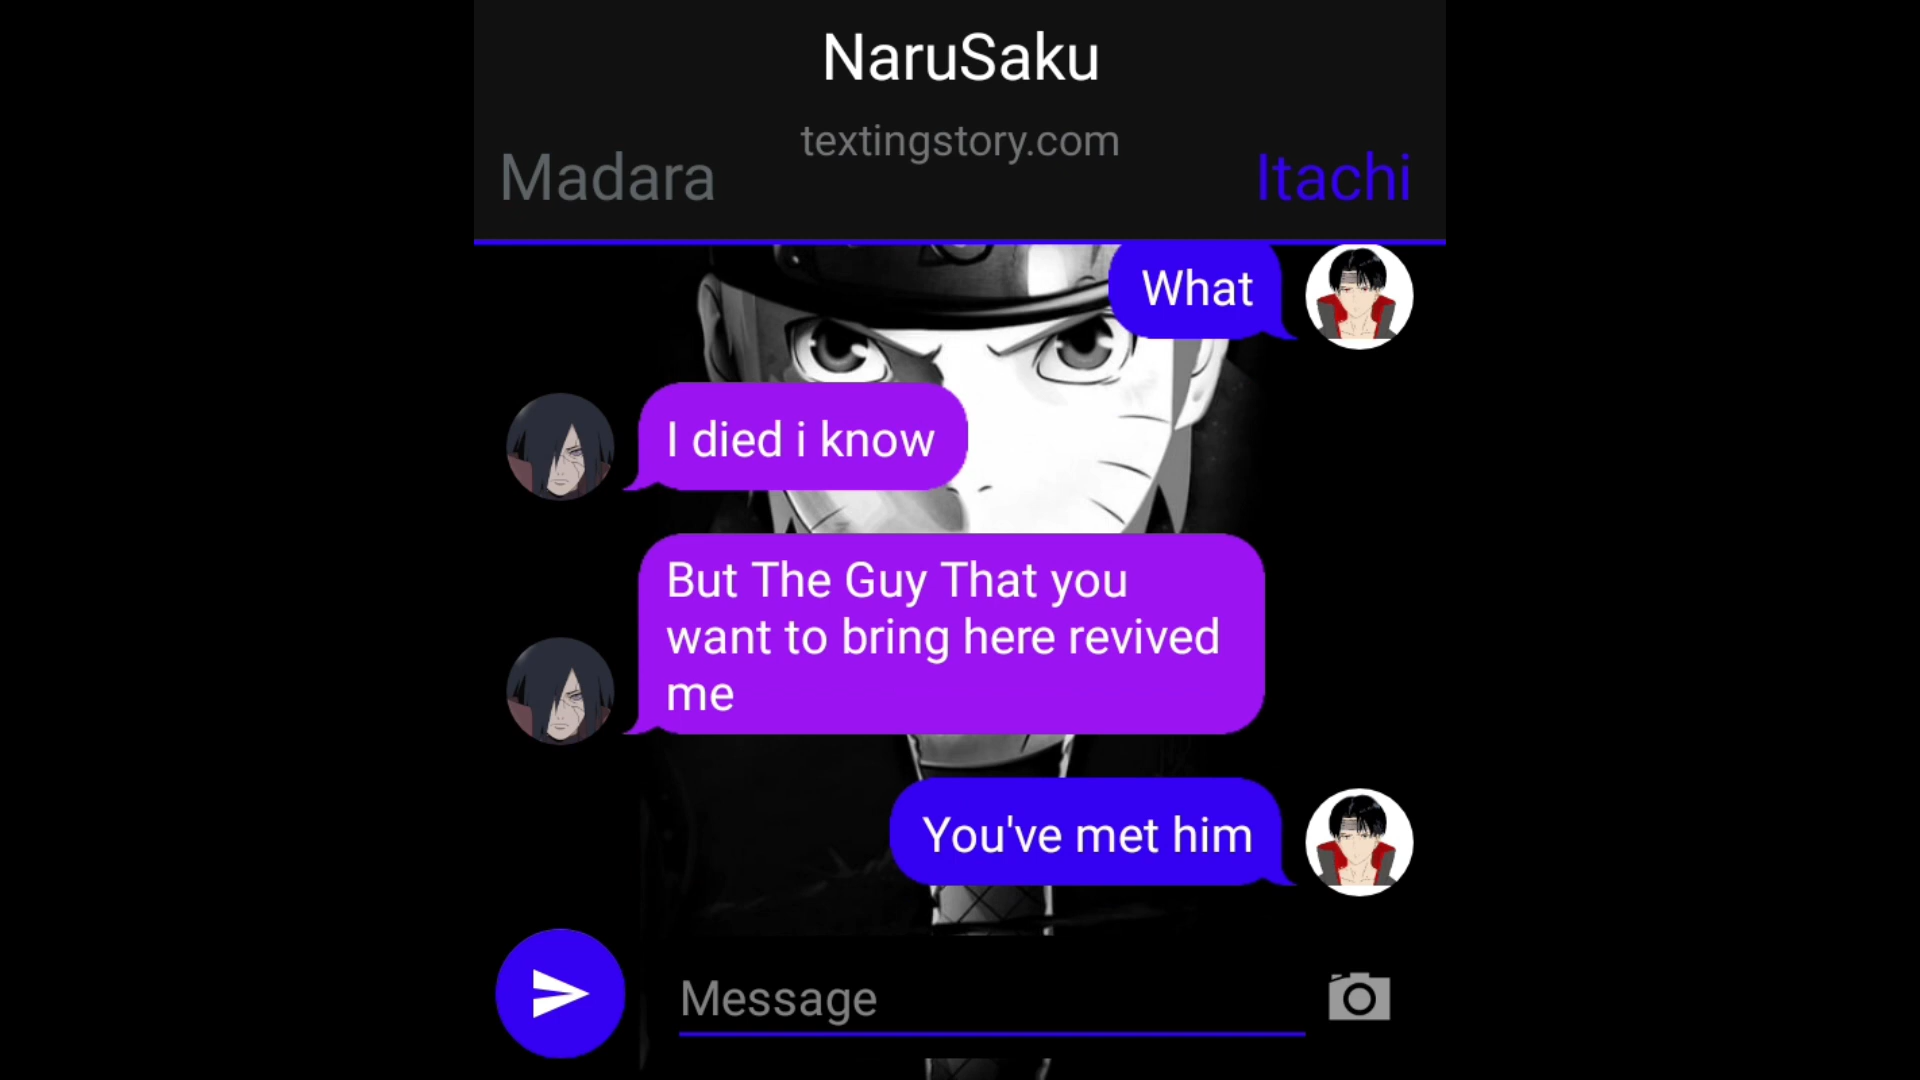 NaruSaku
textingstory.com
Madara
Itachi
What
I died i know
But The Guy That you
want to bring here revived
me
You've met him
Message